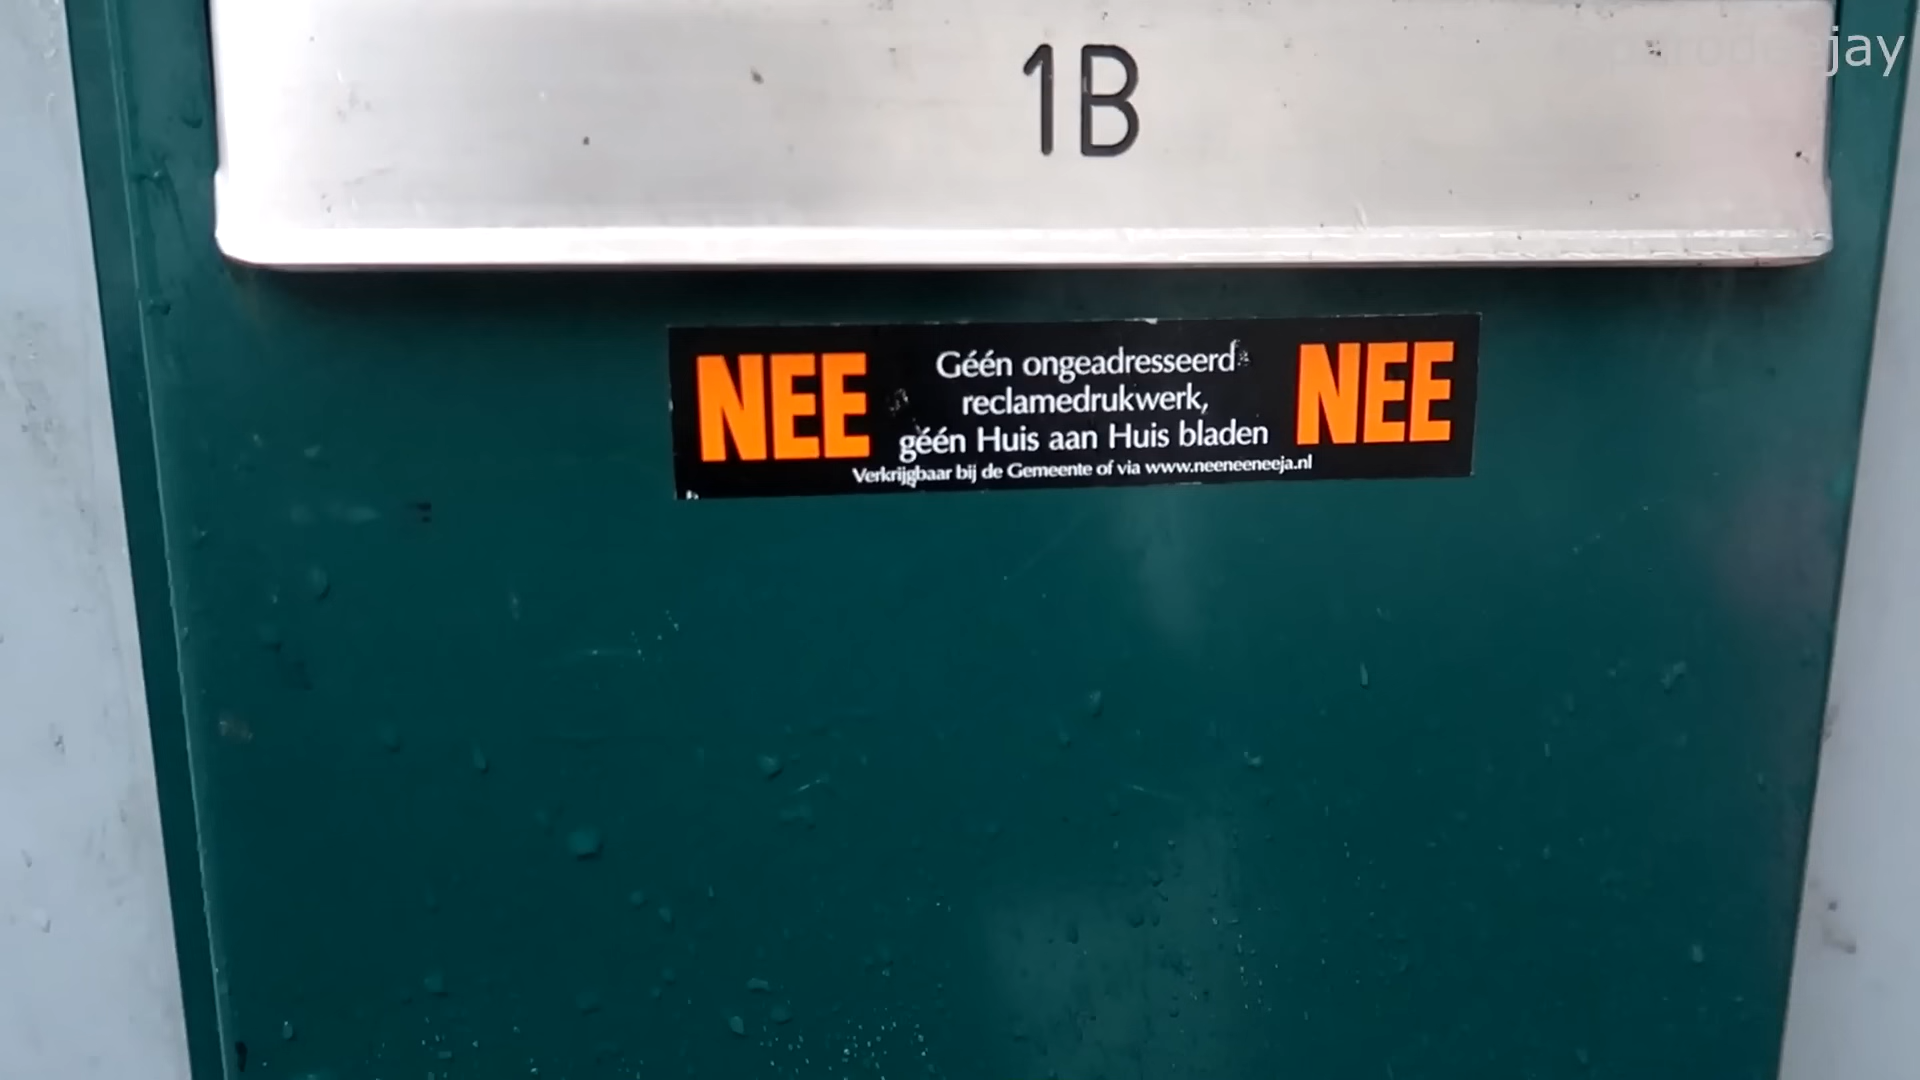 jay
1B
NEE
Géén ongeadresseerd
reclamedrukwerk,
géén Huis aan Huis bladen
Verkrijgbaar bij de Gemeente of via www.neeneeneeja.nl
NEE